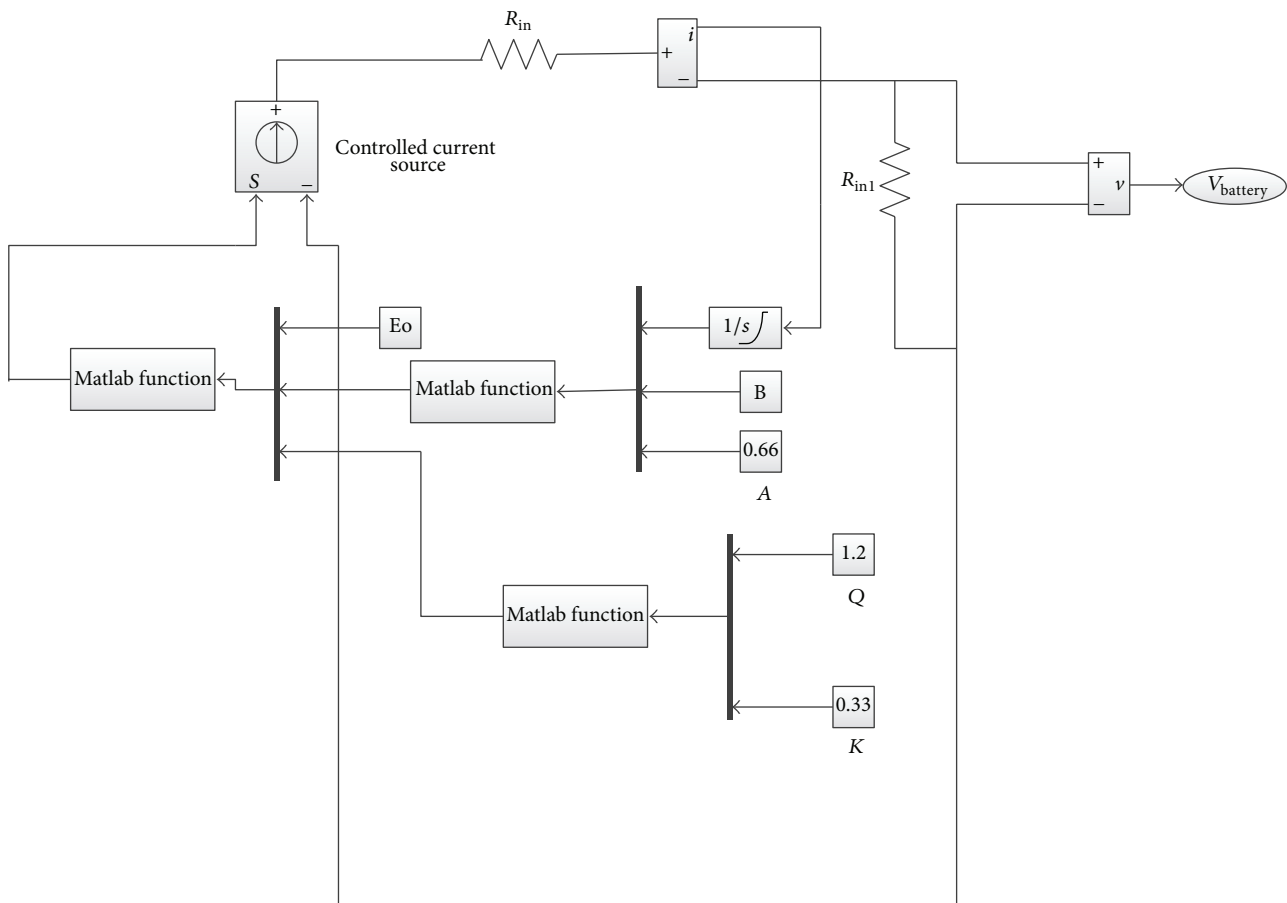 R_in
i
+
−
+
S
−
Controlled current
source
R_in1
+
v
−
V_battery
Eo
1/s
Matlab function
Matlab function
B
0.66
A
1.2
Q
Matlab function
0.33
K